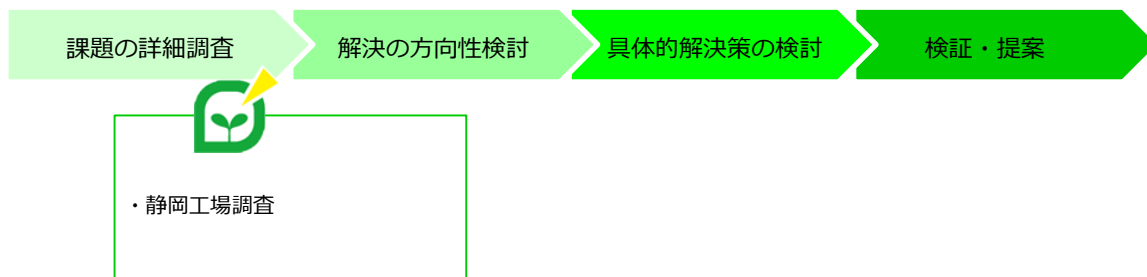 課題の詳細調査
解決の方向性検討
具体的解決策の検討
検証・提案
・静岡工場調査